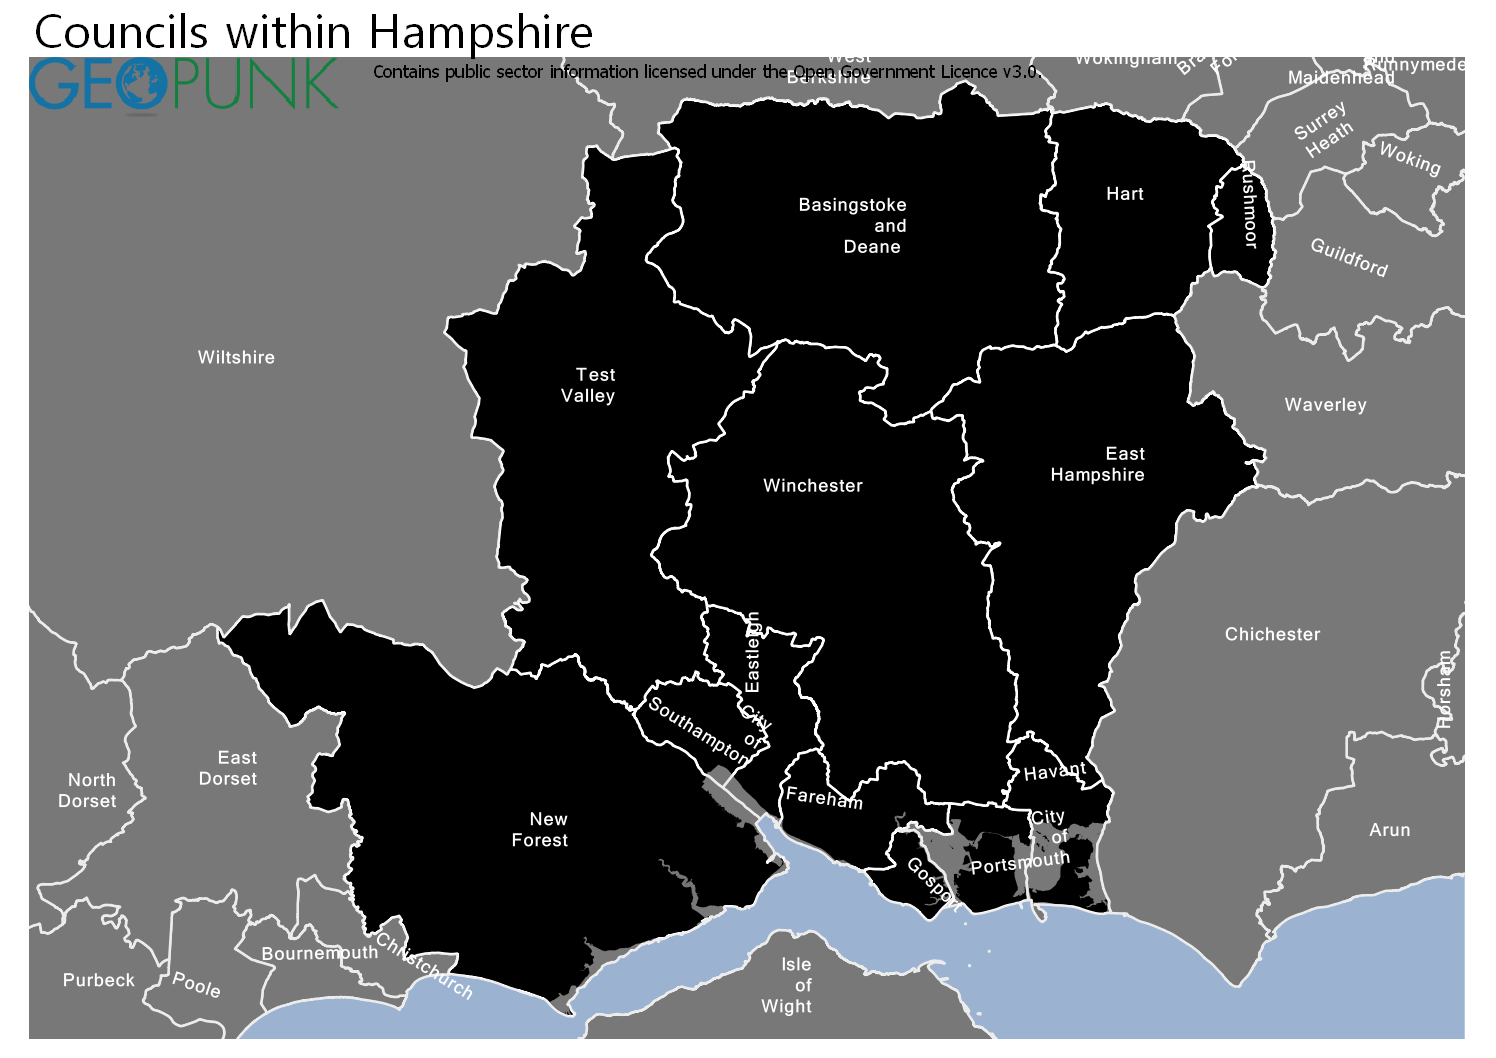 Councils within Hampshire
GEOPUNK
Contains public sector information licensed under the Open Government Licence v3.0.
West
Berkshire
Wokingham
Maidenhead
Runnymede
Surrey
Heath
Woking
Basingstoke
and
Deane
Hart
Rushmoor
Guildford
Wiltshire
Test
Valley
Waverley
East
Hampshire
Winchester
Eastleigh
Chichester
Horsham
City
of
Southampton
East
Dorset
North
Dorset
Havant
Fareham
New
Forest
City
of
Portsmouth
Gosport
Arun
Bournemouth
Christchurch
Purbeck
Poole
Isle
of
Wight